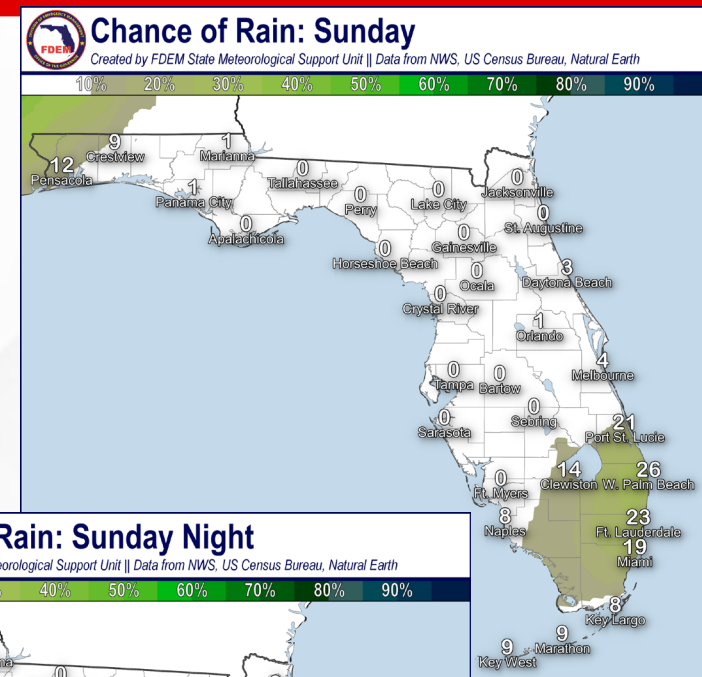 FDEM
Chance of Rain: Sunday
Created by FDEM State Meteorological Support Unit || Data from NWS, US Census Bureau, Natural Earth
10% 20% 30% 40% 50% 60% 70% 80% 90%
12
Pensacola
9
Crestview
1
Marianna
1
Panama City
0
Tallahassee
0
Apalachicola
0
Perry
0
Lake City
0
Jacksonville
0
St. Augustine
0
Gainesville
0
Horseshoe Beach
0
Ocala
3
Daytona Beach
0
Crystal River
1
Orlando
4
Melbourne
0
Tampa
0
Bartow
0
Sebring
0
Sarasota
21
Port St. Lucie
14
Clewiston
26
W. Palm Beach
0
Ft. Myers
8
Naples
23
Ft. Lauderdale
19
Miami
8
Key Largo
9
Marathon
9
Key West
Rain: Sunday Night
eorological Support Unit || Data from NWS, US Census Bureau, Natural Earth
40% 50% 60% 70% 80% 90%
na
0